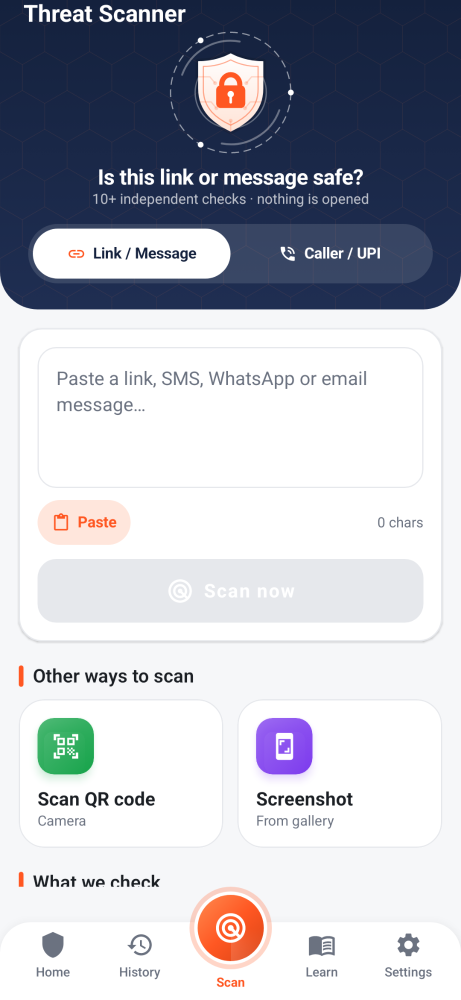 Threat Scanner
Is this link or message safe?
10+ independent checks · nothing is opened
Link / Message
Caller / UPI
Paste a link, SMS, WhatsApp or email
message...
Paste
0 chars
Scan now
Other ways to scan
Scan QR code
Camera
Screenshot
From gallery
What we check
Home
History
Scan
Learn
Settings